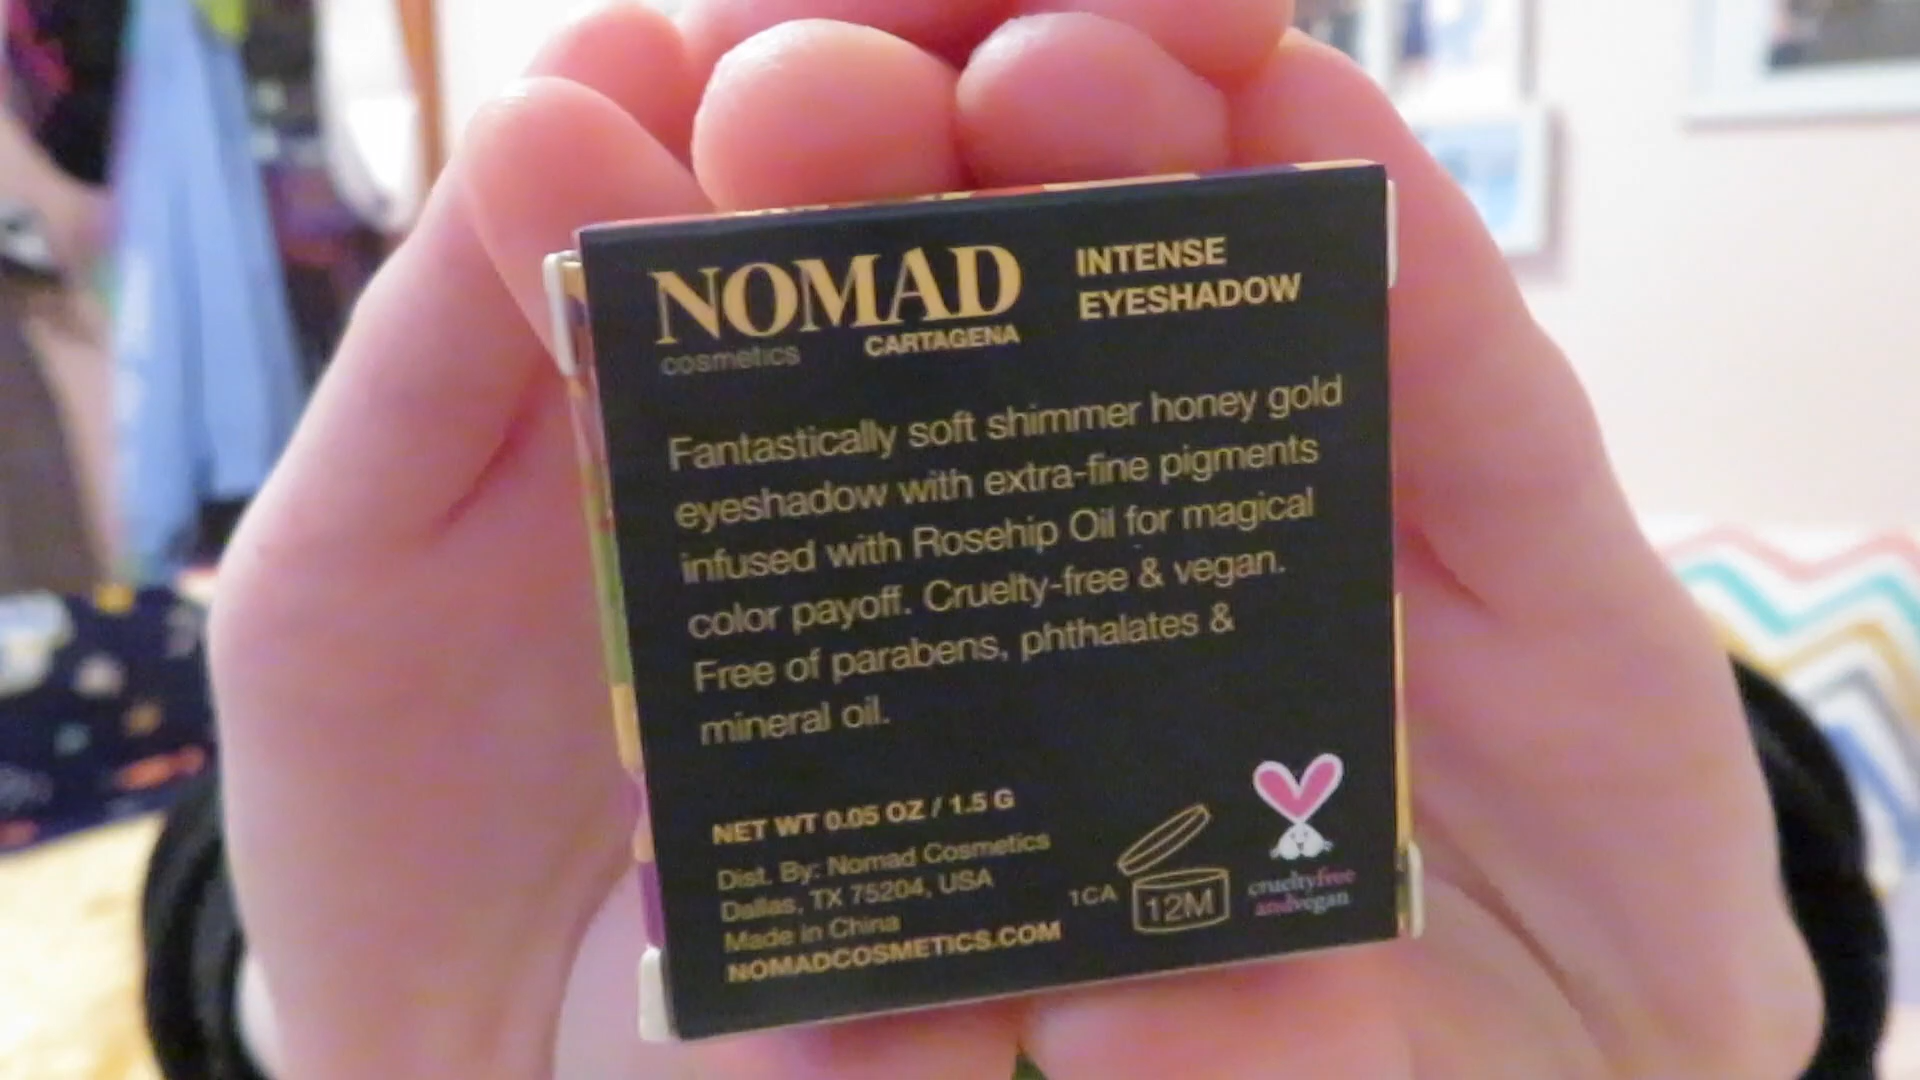 NOMAD
cosmetics
CARTAGENA
INTENSE
EYESHADOW
Fantastically soft shimmer honey gold
eyeshadow with extra-fine pigments
infused with Rosehip Oil for magical
color payoff. Cruelty-free & vegan.
Free of parabens, phthalates &
mineral oil.
NET WT 0.05 OZ / 1.5 G
Dist. By: Nomad Cosmetics
Dallas, TX 75204, USA
Made in China
NOMADCOSMETICS.COM
1CA
12M
crueltyfree
andvegan